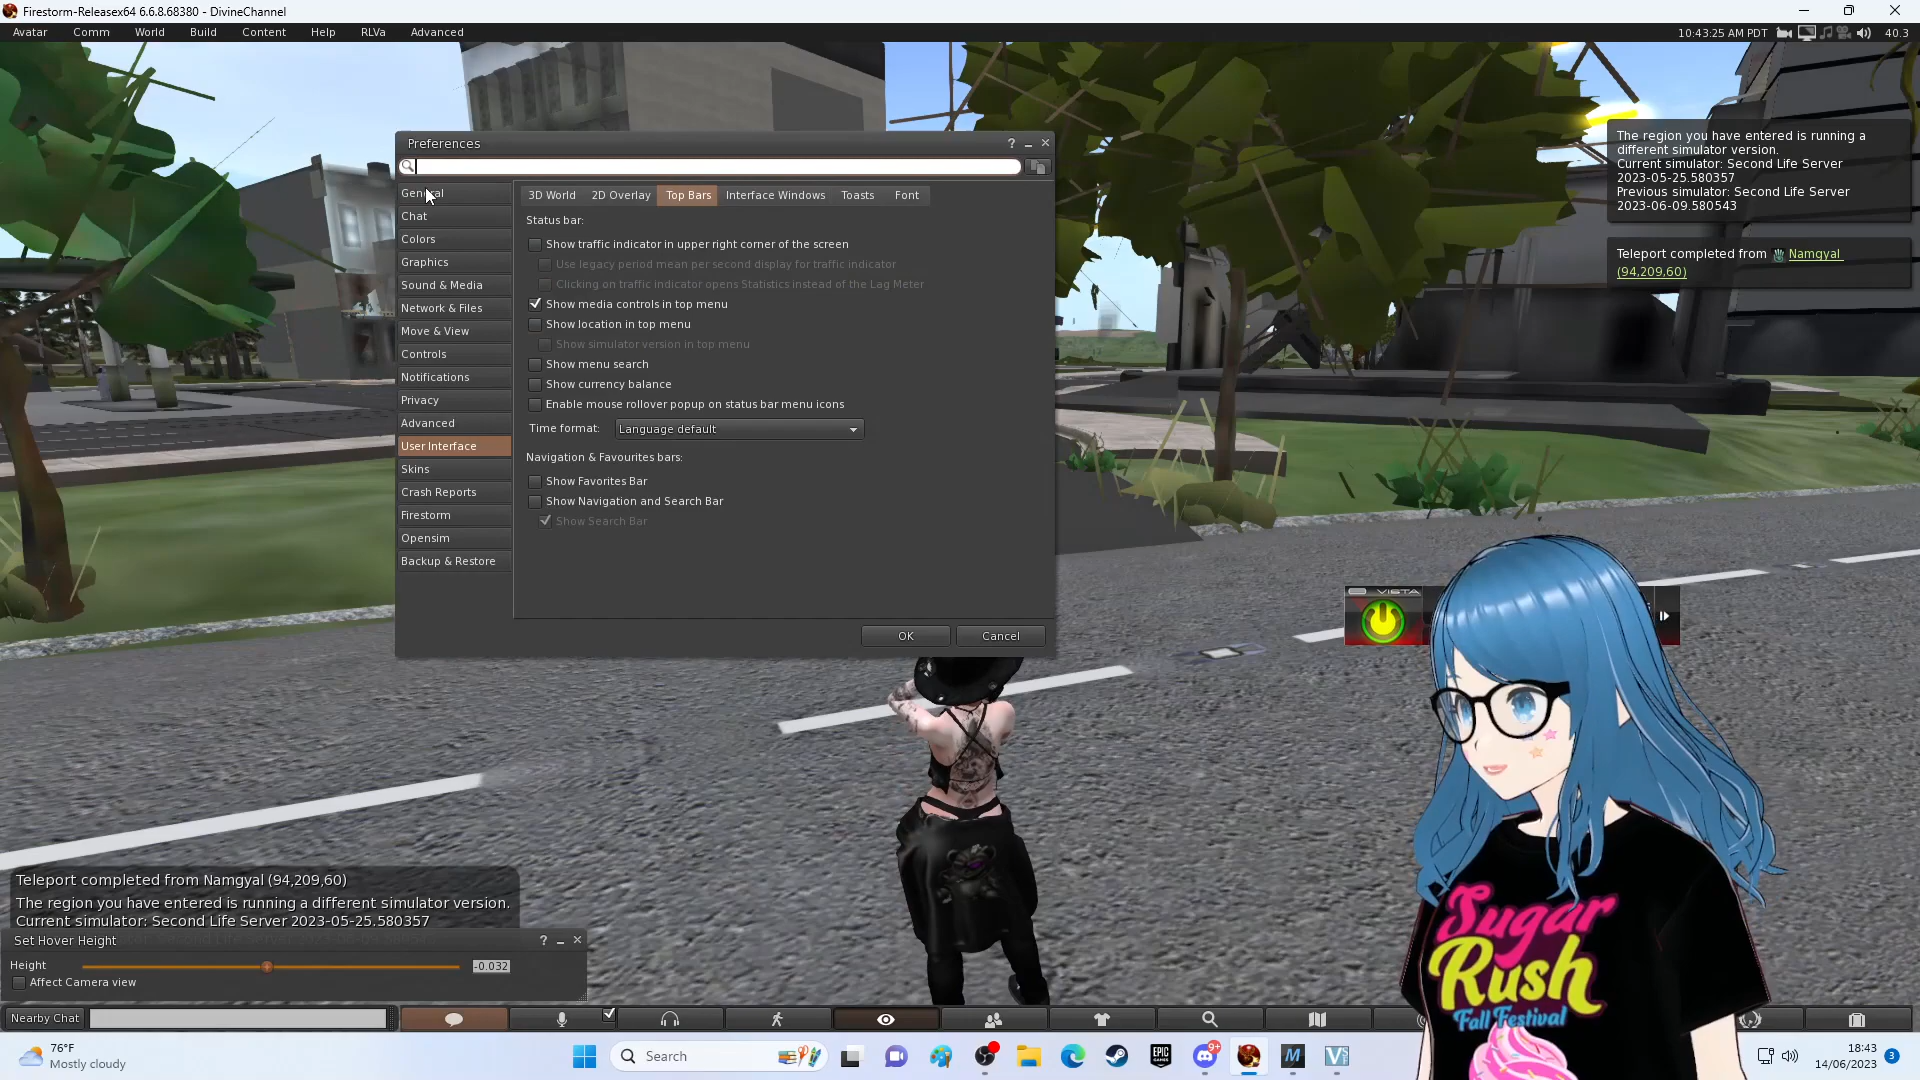 Firestorm-Releasex64 6.6.8.68380 - DivineChannel
Avatar Comm World Build Content Help RLVa Advanced
10:43:25 AM PDT 40.3
Preferences
General
Chat
Colors
Graphics
Sound & Media
Network & Files
Move & View
Controls
Notifications
Privacy
Advanced
User Interface
Skins
Crash Reports
Firestorm
Opensim
Backup & Restore
3D World 2D Overlay Top Bars Interface Windows Toasts Font
Status bar:
Show traffic indicator in upper right corner of the screen
Use legacy period mean per second display for traffic indicator
Clicking on traffic indicator opens Statistics instead of the Lag Meter
Show media controls in top menu
Show location in top menu
Show simulator version in top menu
Show menu search
Show currency balance
Enable mouse rollover popup on status bar menu icons
Time format: Language default
Navigation & Favourites bars:
Show Favorites Bar
Show Navigation and Search Bar
Show Search Bar
OK Cancel
The region you have entered is running a
different simulator version.
Current simulator: Second Life Server
2023-05-25.580357
Previous simulator: Second Life Server
2023-06-09.580543
Teleport completed from Namgyal
(94,209,60)
VISTA
Sugar
Rush
Fall Festival
Teleport completed from Namgyal (94,209,60)
The region you have entered is running a different simulator version.
Current simulator: Second Life Server 2023-05-25.580357
Set Hover Height
Height -0.032
Affect Camera view
Nearby Chat
76°F
Mostly cloudy
Search
EPIC
GAMES
9+
18:43
14/06/2023
3